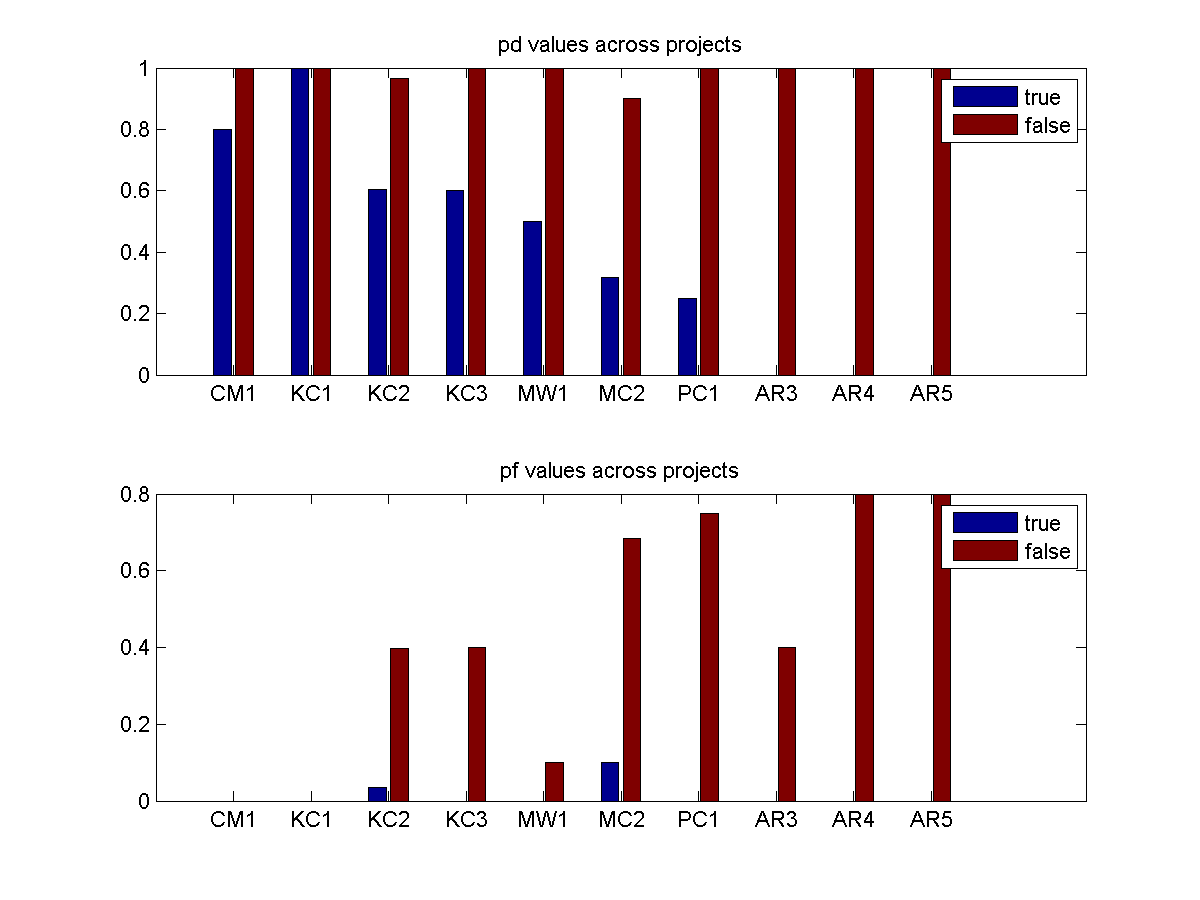 pd values across projects
1
0.8
0.6
0.4
0.2
0
true
false
CM1 KC1 KC2 KC3 MW1 MC2 PC1 AR3 AR4 AR5
pf values across projects
0.8
0.6
0.4
0.2
0
true
false
CM1 KC1 KC2 KC3 MW1 MC2 PC1 AR3 AR4 AR5